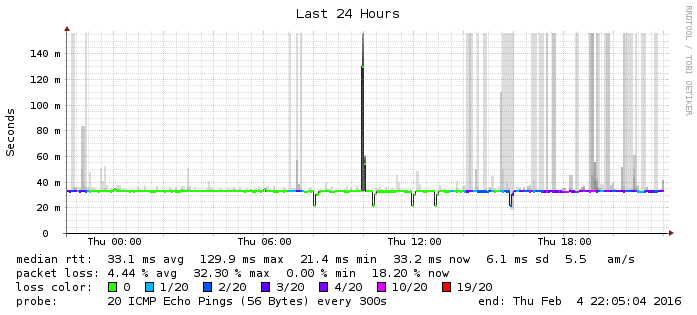 Last 24 Hours
RRDTOOL / TOBI OETIKER
Seconds
140 m
120 m
100 m
80 m
60 m
40 m
20 m
0
Thu 00:00 Thu 06:00 Thu 12:00 Thu 18:00
median rtt: 33.1 ms avg 129.9 ms max 21.4 ms min 33.2 ms now 6.1 ms sd 5.5 am/s
packet loss: 4.44 % avg 32.30 % max 0.00 % min 18.20 % now
loss color: 0 1/20 2/20 3/20 4/20 10/20 19/20
probe: 20 ICMP Echo Pings (56 Bytes) every 300s end: Thu Feb 4 22:05:04 2016